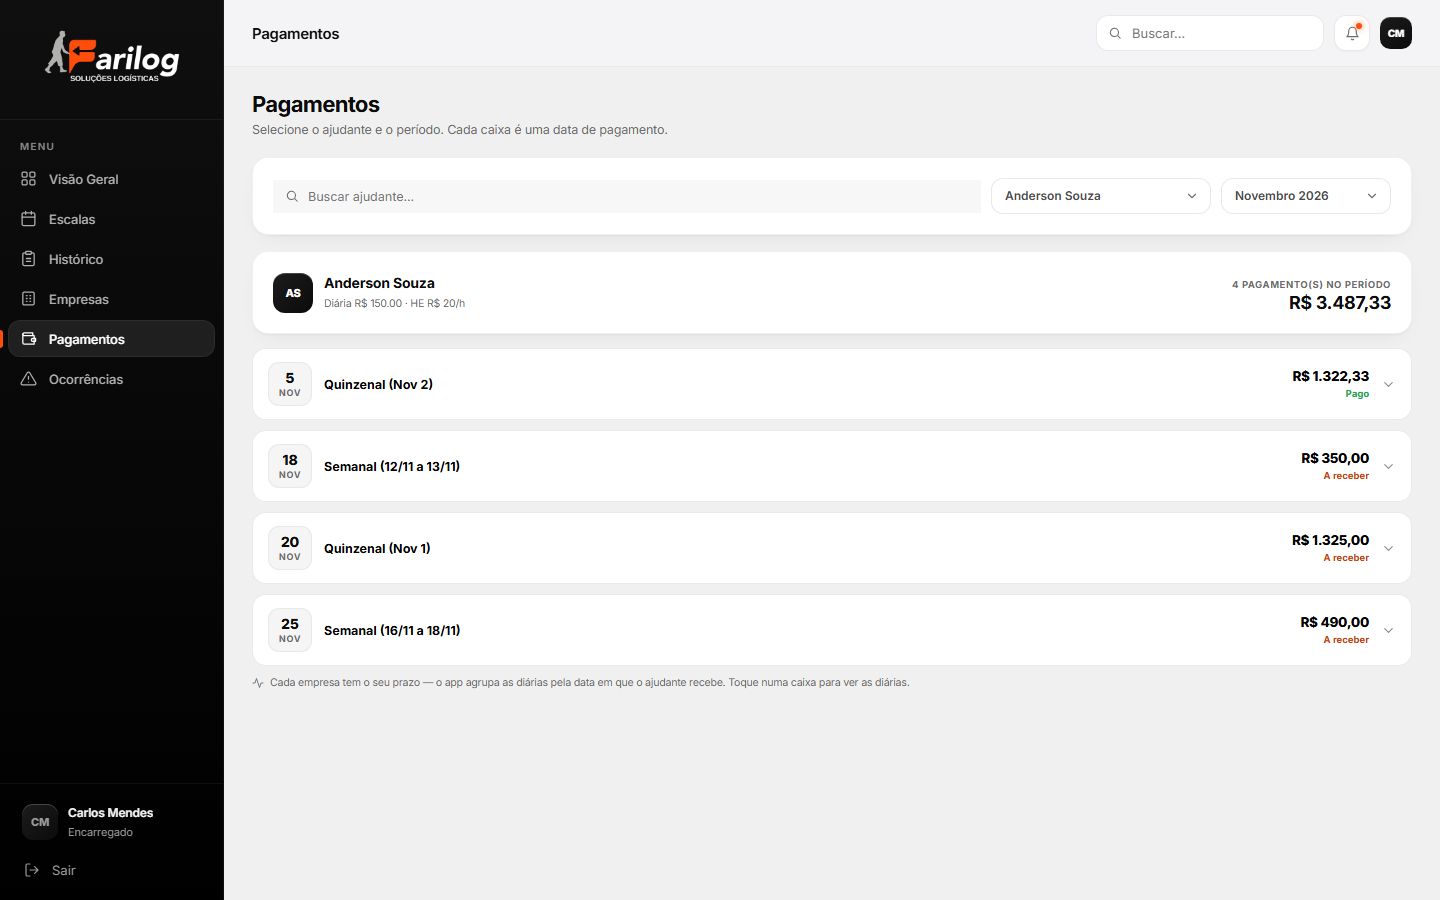 Farilog
SOLUÇÕES LOGÍSTICAS
MENU
Visão Geral
Escalas
Histórico
Empresas
Pagamentos
Ocorrências
CM
Carlos Mendes
Encarregado
Sair
Pagamentos
Buscar...
CM
Pagamentos
Selecione o ajudante e o período. Cada caixa é uma data de pagamento.
Buscar ajudante...
Anderson Souza
Novembro 2026
AS
Anderson Souza
Diária R$ 150.00 · HE R$ 20/h
4 PAGAMENTO(S) NO PERÍODO
R$ 3.487,33
5
NOV
Quinzenal (Nov 2)
R$ 1.322,33
Pago
18
NOV
Semanal (12/11 a 13/11)
R$ 350,00
A receber
20
NOV
Quinzenal (Nov 1)
R$ 1.325,00
A receber
25
NOV
Semanal (16/11 a 18/11)
R$ 490,00
A receber
Cada empresa tem o seu prazo — o app agrupa as diárias pela data em que o ajudante recebe. Toque numa caixa para ver as diárias.